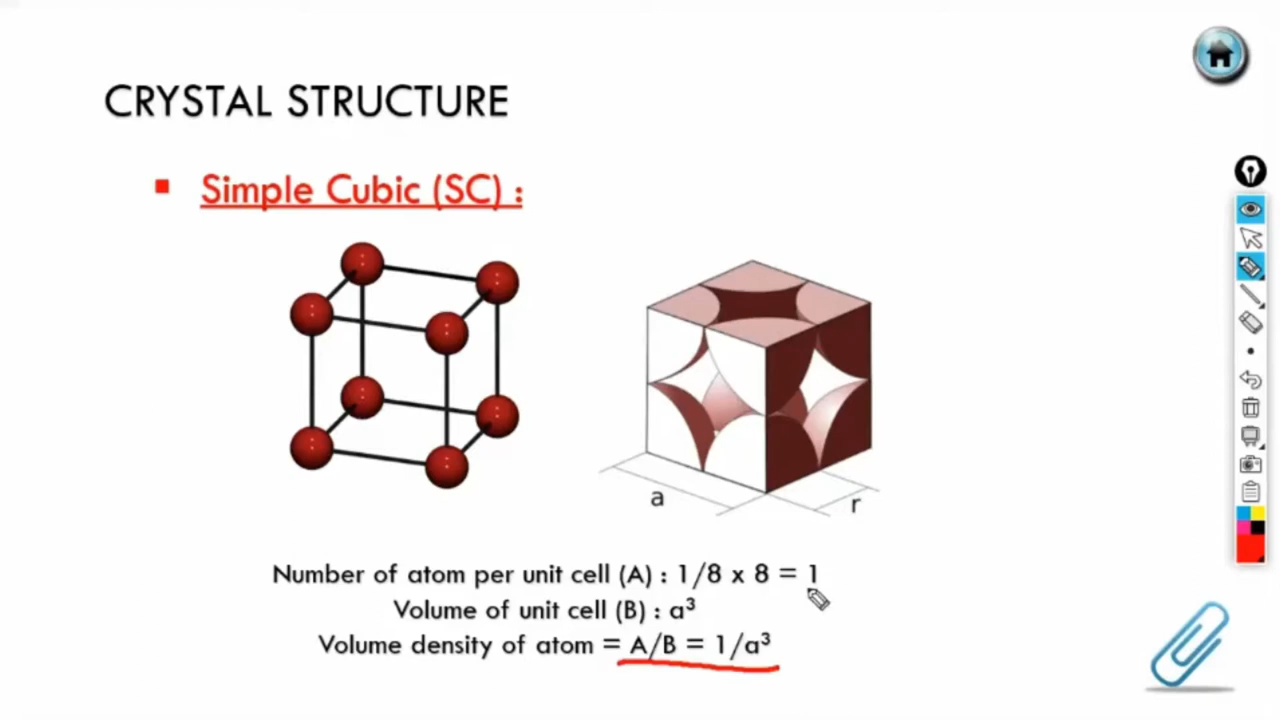 CRYSTAL STRUCTURE
▪ Simple Cubic (SC) :
a
r
Number of atom per unit cell (A) : 1/8 x 8 = 1
Volume of unit cell (B) : a³
Volume density of atom = A/B = 1/a³